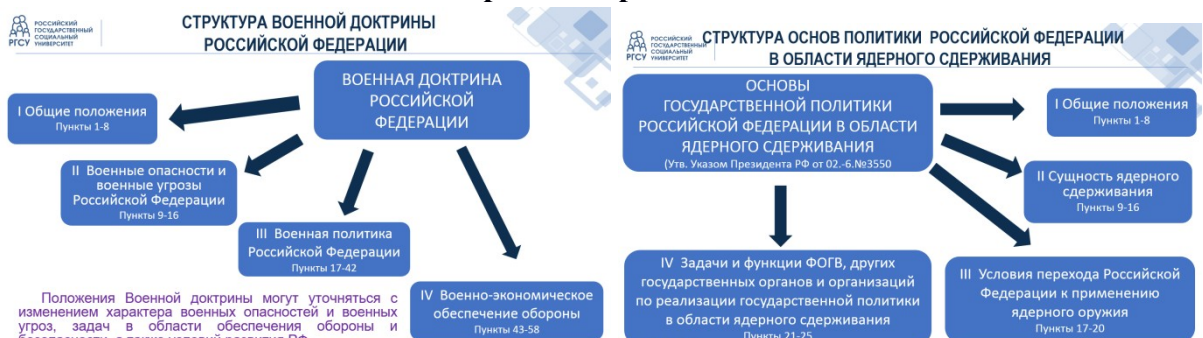 РОССИЙСКИЙ
ГОСУДАРСТВЕННЫЙ
СОЦИАЛЬНЫЙ
РГСУ УНИВЕРСИТЕТ
СТРУКТУРА ВОЕННОЙ ДОКТРИНЫ
РОССИЙСКОЙ ФЕДЕРАЦИИ
ВОЕННАЯ ДОКТРИНА
РОССИЙСКОЙ
ФЕДЕРАЦИИ
I Общие положения
Пункты 1-8
II Военные опасности и
военные угрозы
Российской Федерации
Пункты 9-16
III Военная политика
Российской Федерации
Пункты 17-42
IV Военно-экономическое
обеспечение обороны
Пункты 43-58
Положения Военной доктрины могут уточняться с
изменением характера военных опасностей и военных
угроз, задач в области обеспечения обороны и
РОССИЙСКИЙ
ГОСУДАРСТВЕННЫЙ
СОЦИАЛЬНЫЙ
РГСУ УНИВЕРСИТЕТ
СТРУКТУРА ОСНОВ ПОЛИТИКИ РОССИЙСКОЙ ФЕДЕРАЦИИ
В ОБЛАСТИ ЯДЕРНОГО СДЕРЖИВАНИЯ
ОСНОВЫ
ГОСУДАРСТВЕННОЙ ПОЛИТИКИ
РОССИЙСКОЙ ФЕДЕРАЦИИ В ОБЛАСТИ
ЯДЕРНОГО СДЕРЖИВАНИЯ
(Утв. Указом Президента РФ от 02.-6.№3550
I Общие положения
Пункты 1-8
II Сущность ядерного
сдерживания
Пункты 9-16
III Условия перехода Российской
Федерации к применению
ядерного оружия
Пункты 17-20
IV Задачи и функции ФОГВ, других
государственных органов и организаций
по реализации государственной политики
в области ядерного сдерживания
Пункты 21-25